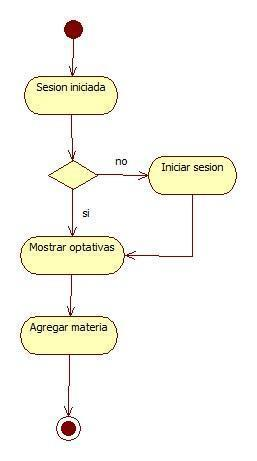 Sesion iniciada
no
Iniciar sesion
si
Mostrar optativas
Agregar materia